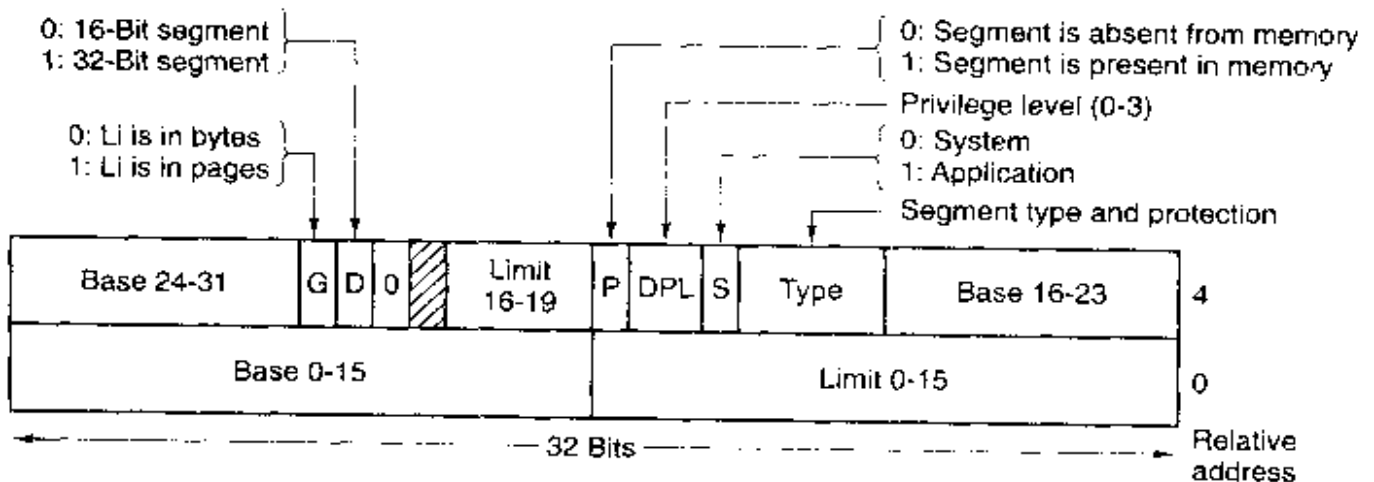 0: 16-Bit segment
1: 32-Bit segment
0: Li is in bytes
1: Li is in pages
0: Segment is absent from memory
1: Segment is present in memory
Privilege level (0-3)
0: System
1: Application
Segment type and protection
Base 24-31
G
D
0
Limit
16-19
P
DPL
S
Type
Base 16-23
4
Base 0-15
Limit 0-15
0
32 Bits
Relative
address